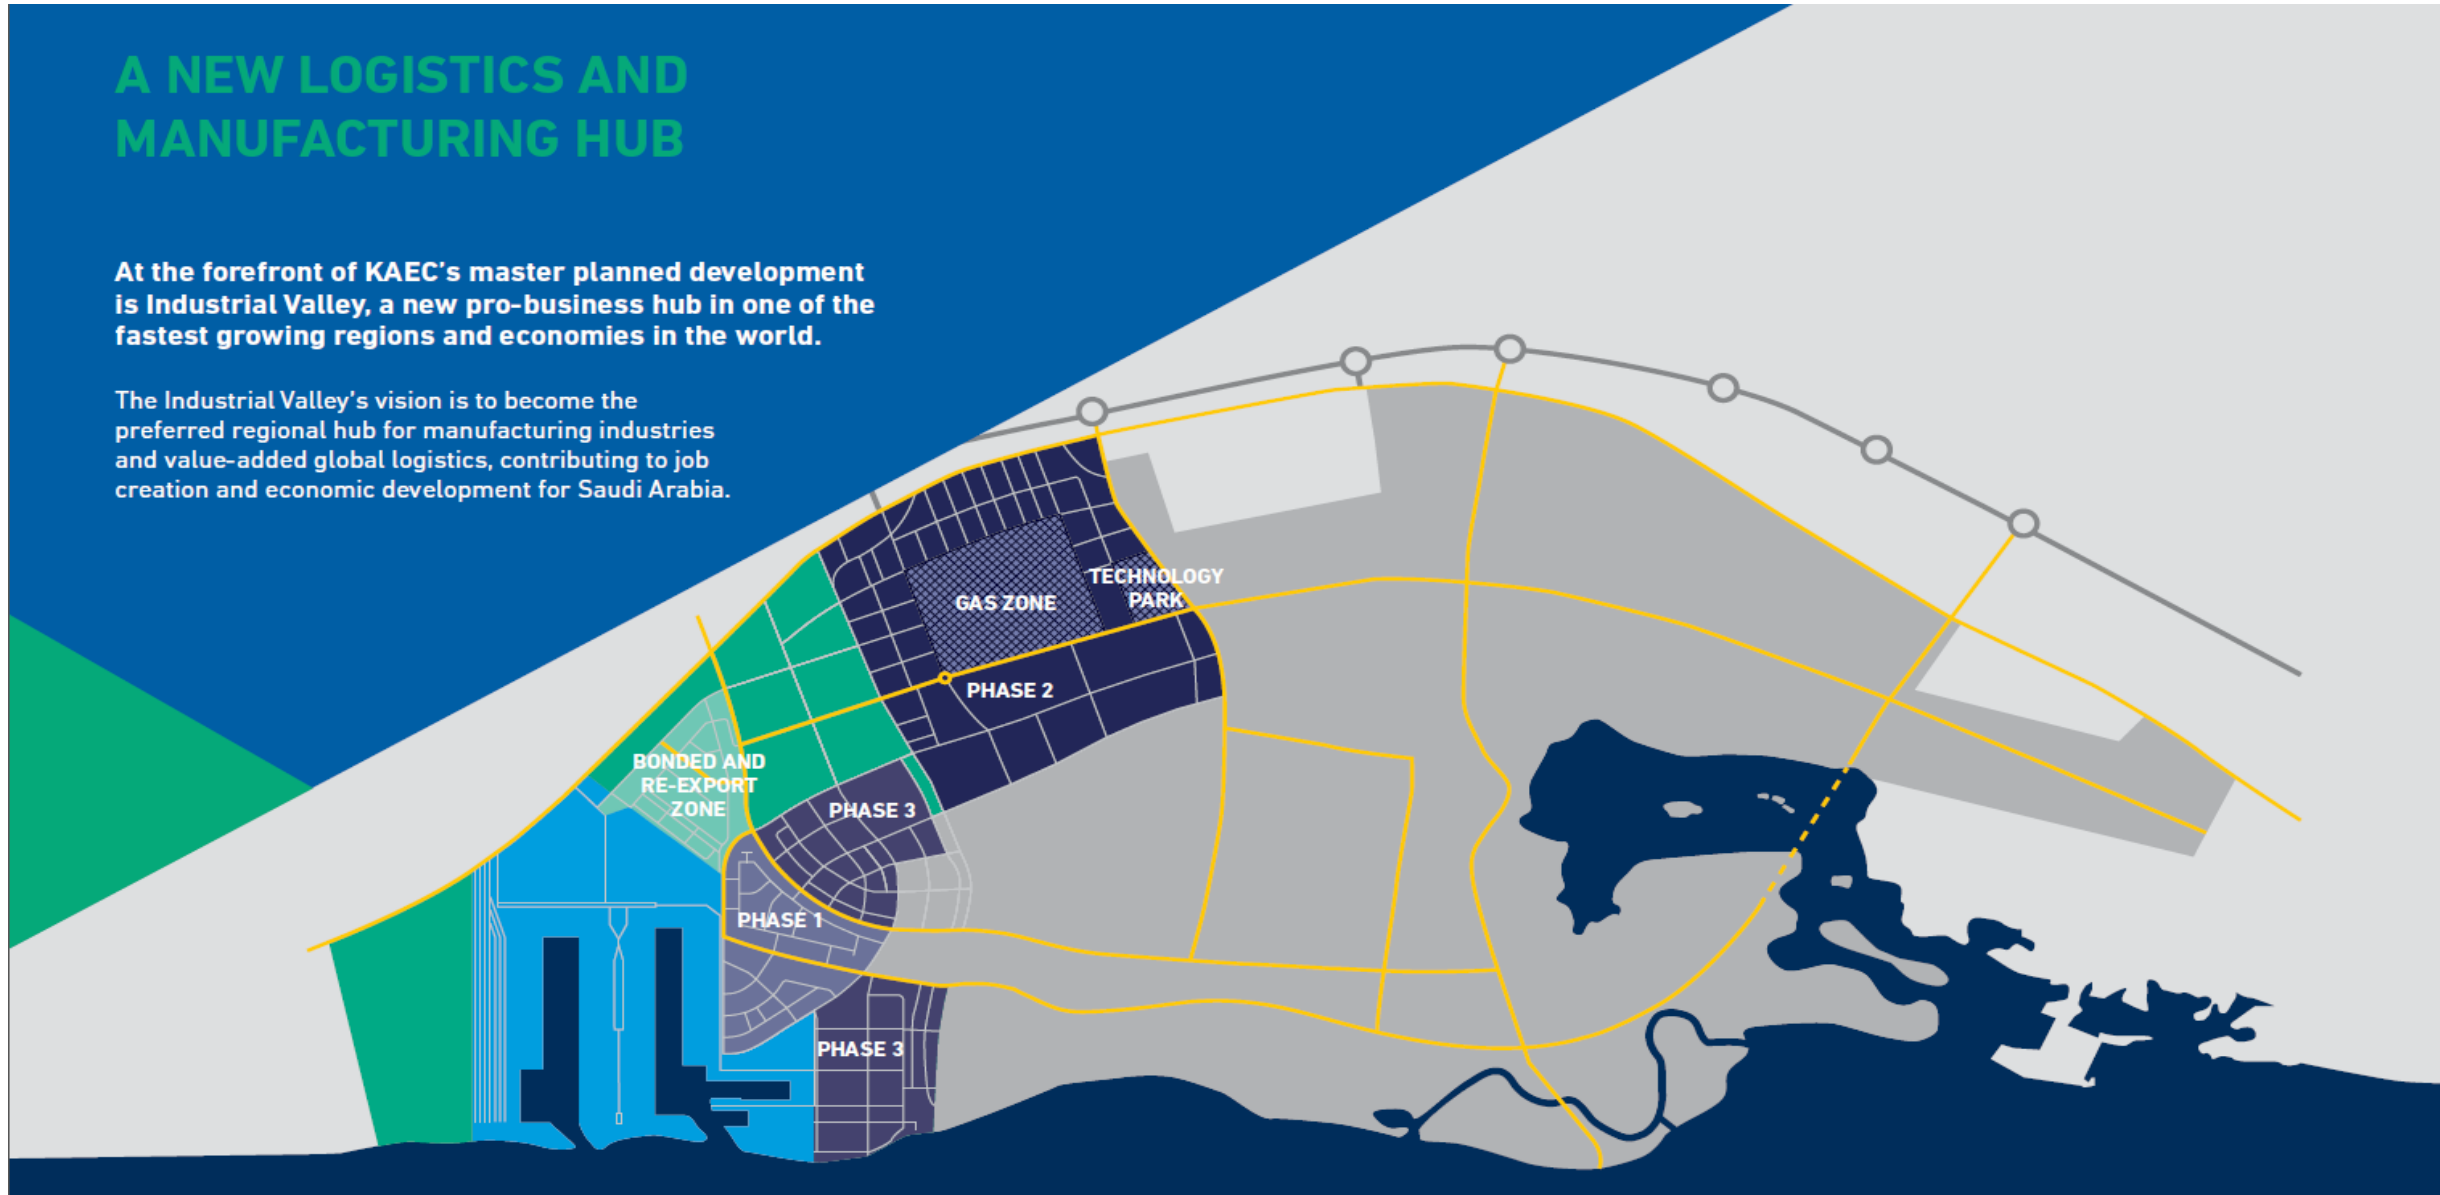 A NEW LOGISTICS AND
MANUFACTURING HUB
At the forefront of KAEC's master planned development
is Industrial Valley, a new pro-business hub in one of the
fastest growing regions and economies in the world.
The Industrial Valley's vision is to become the
preferred regional hub for manufacturing industries
and value-added global logistics, contributing to job
creation and economic development for Saudi Arabia.
TECHNOLOGY
PARK
GAS ZONE
PHASE 2
BONDED AND
RE-EXPORT
ZONE
PHASE 3
PHASE 1
PHASE 3